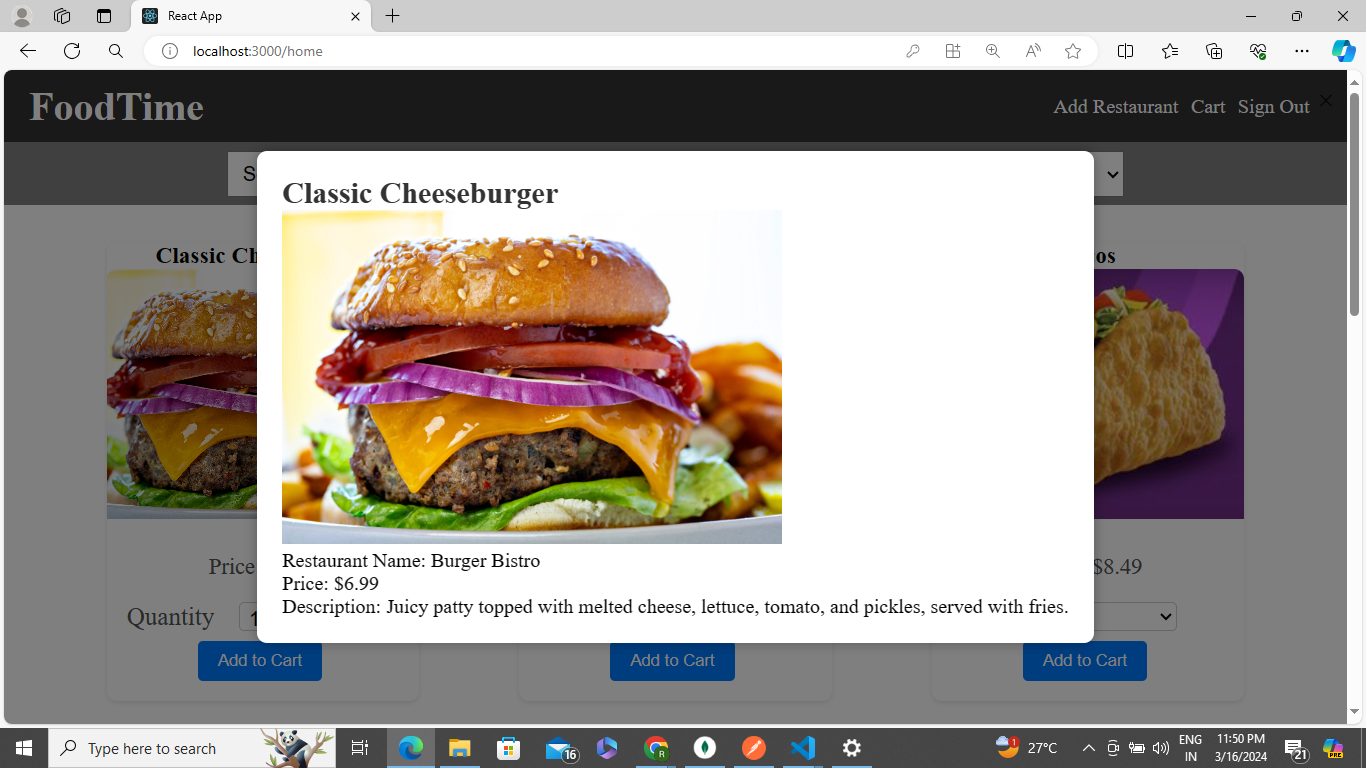 React App
localhost:3000/home
FoodTime
Add Restaurant Cart Sign Out
Classic Cheeseburger
Restaurant Name: Burger Bistro
Price: $6.99
Description: Juicy patty topped with melted cheese, lettuce, tomato, and pickles, served with fries.
Classic
Price
$8.49
Quantity
Add to Cart
Add to Cart
Add to Cart
Type here to search
16
1
27°C
ENG
IN
11:50 PM
3/16/2024
21
PRE